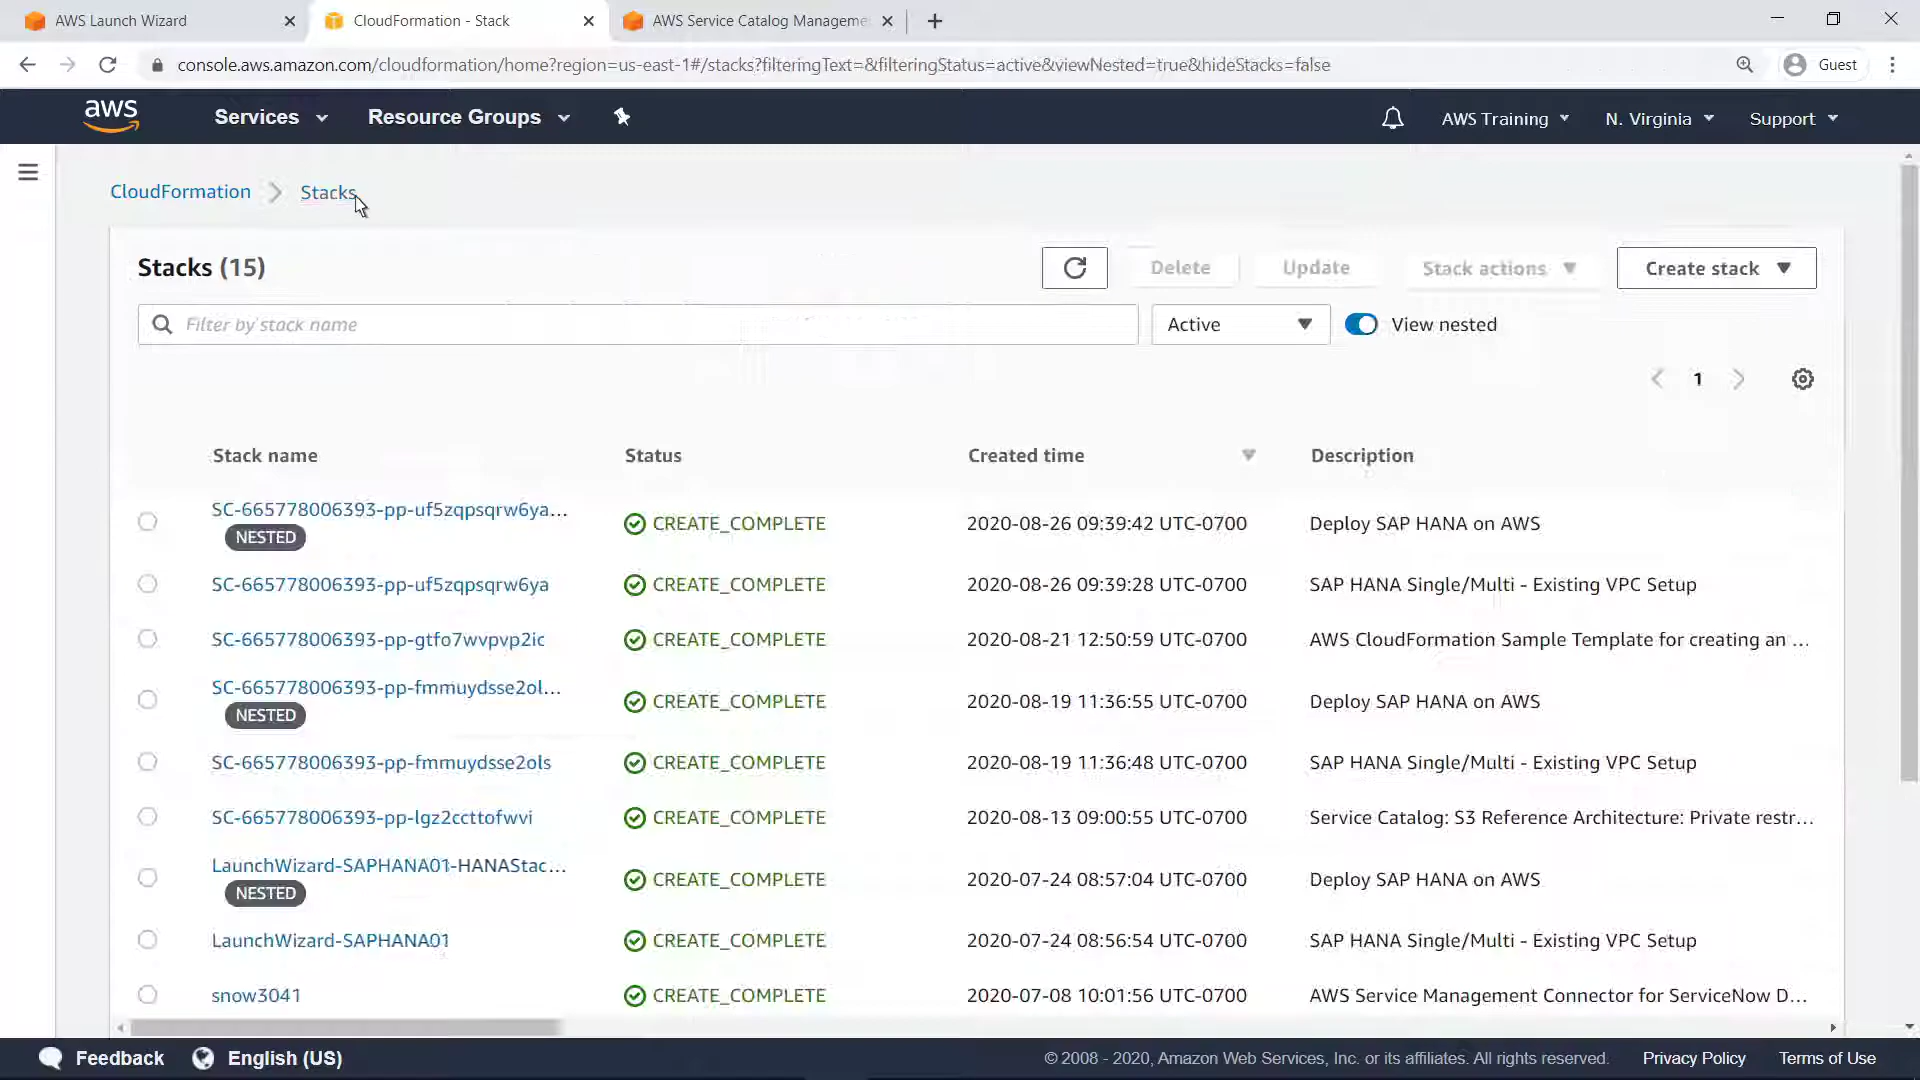 AWS Launch Wizard
CloudFormation - Stack
AWS Service Catalog Manageme
console.aws.amazon.com/cloudformation/home?region=us-east-1#/stacks?filteringText=&filteringStatus=active&viewNested=true&hideStacks=false
Guest
aws
Services
Resource Groups
AWS Training
N. Virginia
Support
CloudFormation
Stacks
Stacks (15)
Delete
Update
Stack actions
Create stack
Filter by stack name
Active
View nested
1
Stack name
Status
Created time
Description
SC-665778006393-pp-uf5zqpsqrw6ya...
NESTED
CREATE_COMPLETE
2020-08-26 09:39:42 UTC-0700
Deploy SAP HANA on AWS
SC-665778006393-pp-uf5zqpsqrw6ya
CREATE_COMPLETE
2020-08-26 09:39:28 UTC-0700
SAP HANA Single/Multi - Existing VPC Setup
SC-665778006393-pp-gtfo7wvpvp2ic
CREATE_COMPLETE
2020-08-21 12:50:59 UTC-0700
AWS CloudFormation Sample Template for creating an ...
SC-665778006393-pp-fmmuydsse2ol...
NESTED
CREATE_COMPLETE
2020-08-19 11:36:55 UTC-0700
Deploy SAP HANA on AWS
SC-665778006393-pp-fmmuydsse2ols
CREATE_COMPLETE
2020-08-19 11:36:48 UTC-0700
SAP HANA Single/Multi - Existing VPC Setup
SC-665778006393-pp-lgz2ccttofwvi
CREATE_COMPLETE
2020-08-13 09:00:55 UTC-0700
Service Catalog: S3 Reference Architecture: Private restr...
LaunchWizard-SAPHANA01-HANAStac...
NESTED
CREATE_COMPLETE
2020-07-24 08:57:04 UTC-0700
Deploy SAP HANA on AWS
LaunchWizard-SAPHANA01
CREATE_COMPLETE
2020-07-24 08:56:54 UTC-0700
SAP HANA Single/Multi - Existing VPC Setup
snow3041
CREATE_COMPLETE
2020-07-08 10:01:56 UTC-0700
AWS Service Management Connector for ServiceNow D...
Feedback
English (US)
© 2008 - 2020, Amazon Web Services, Inc. or its affiliates. All rights reserved.
Privacy Policy
Terms of Use